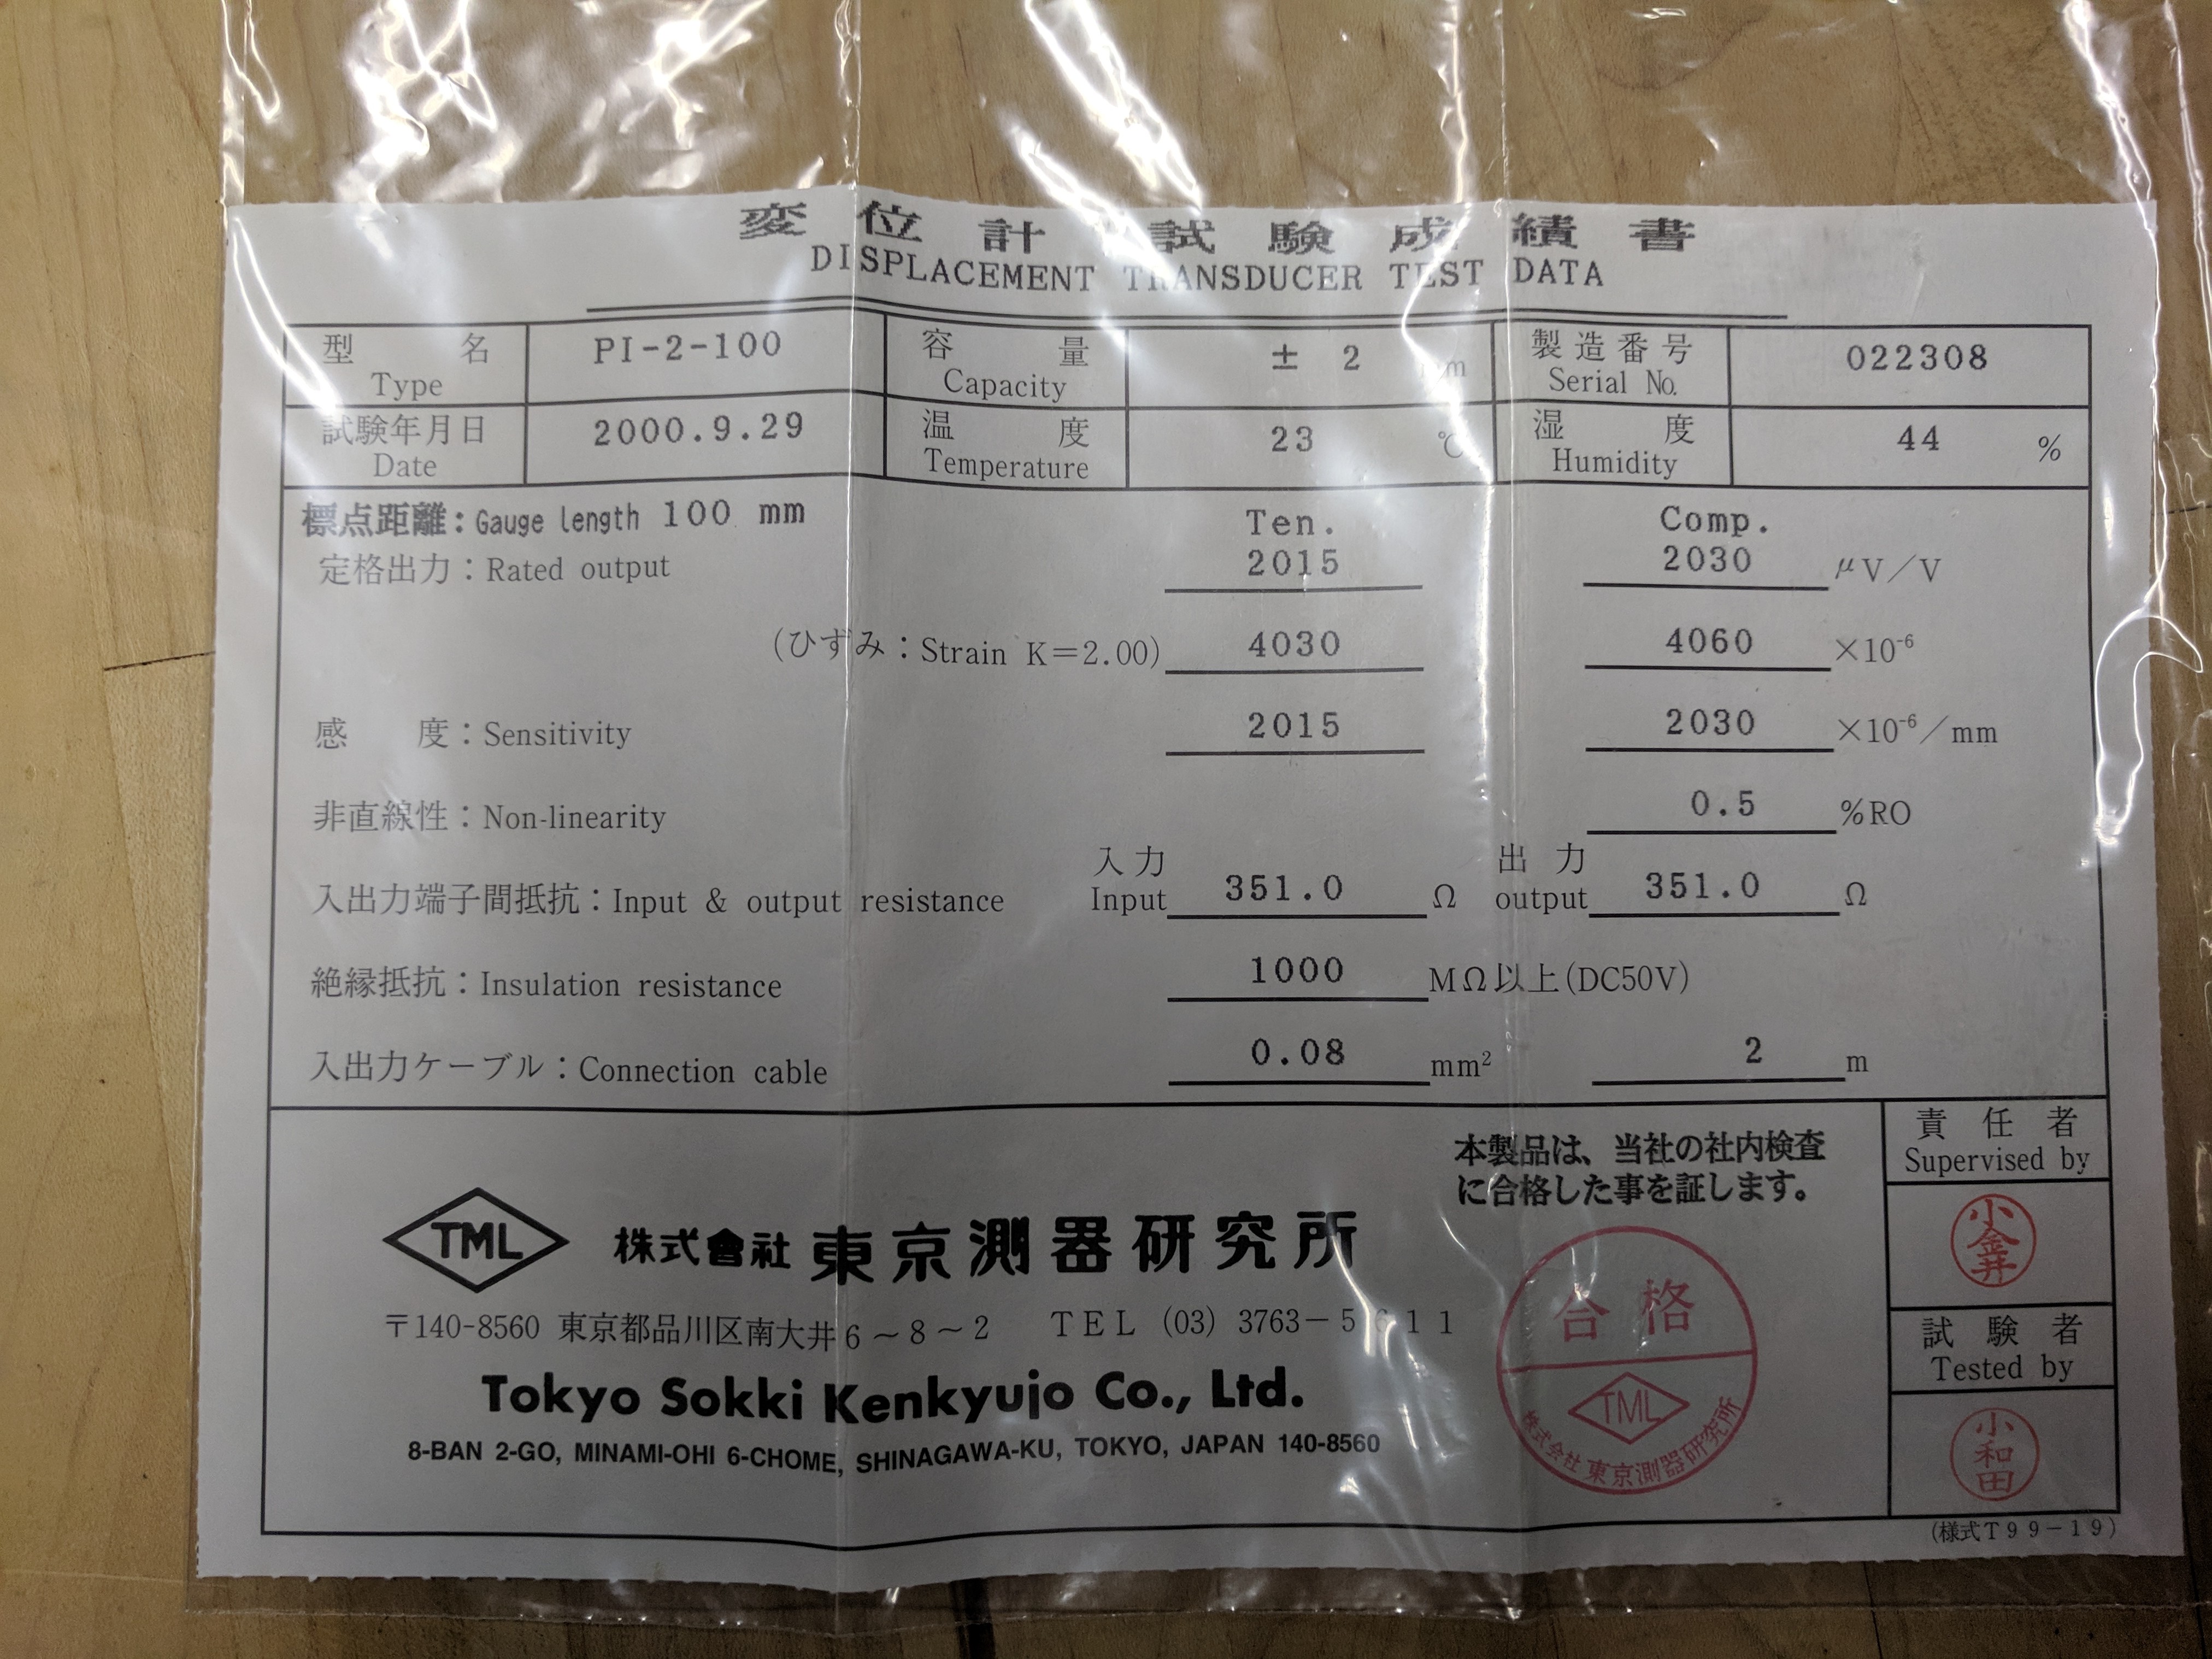 変位計 試験成績書
DISPLACEMENT TRANSDUCER TEST DATA
型 名 Type PI-2-100 容 量 Capacity ± 2 mm 製造番号 Serial No. 022308
試験年月日 Date 2000.9.29 温 度 Temperature 23 ℃ 湿 度 Humidity 44 %
標点距離:Gauge length 100 mm Ten. Comp.
定格出力:Rated output 2015 2030 μV/V
(ひずみ:Strain K=2.00) 4030 4060 ×10⁻⁶
感 度:Sensitivity 2015 2030 ×10⁻⁶/mm
非直線性:Non-linearity 0.5 %RO
入出力端子間抵抗:Input & output resistance 入力 Input 351.0 Ω 出力 output 351.0 Ω
絶縁抵抗:Insulation resistance 1000 MΩ以上(DC50V)
入出力ケーブル:Connection cable 0.08 mm² 2 m
本製品は、当社の社内検査
に合格した事を証します。
責任者
Supervised by
小金井
試験者
Tested by
小和田
TML 株式會社 東京測器研究所
〒140-8560 東京都品川区南大井6~8~2 TEL (03) 3763-5611
Tokyo Sokki Kenkyujo Co., Ltd.
8-BAN 2-GO, MINAMI-OHI 6-CHOME, SHINAGAWA-KU, TOKYO, JAPAN 140-8560
合格
TML
株式会社 東京測器研究所
(様式T99-19)